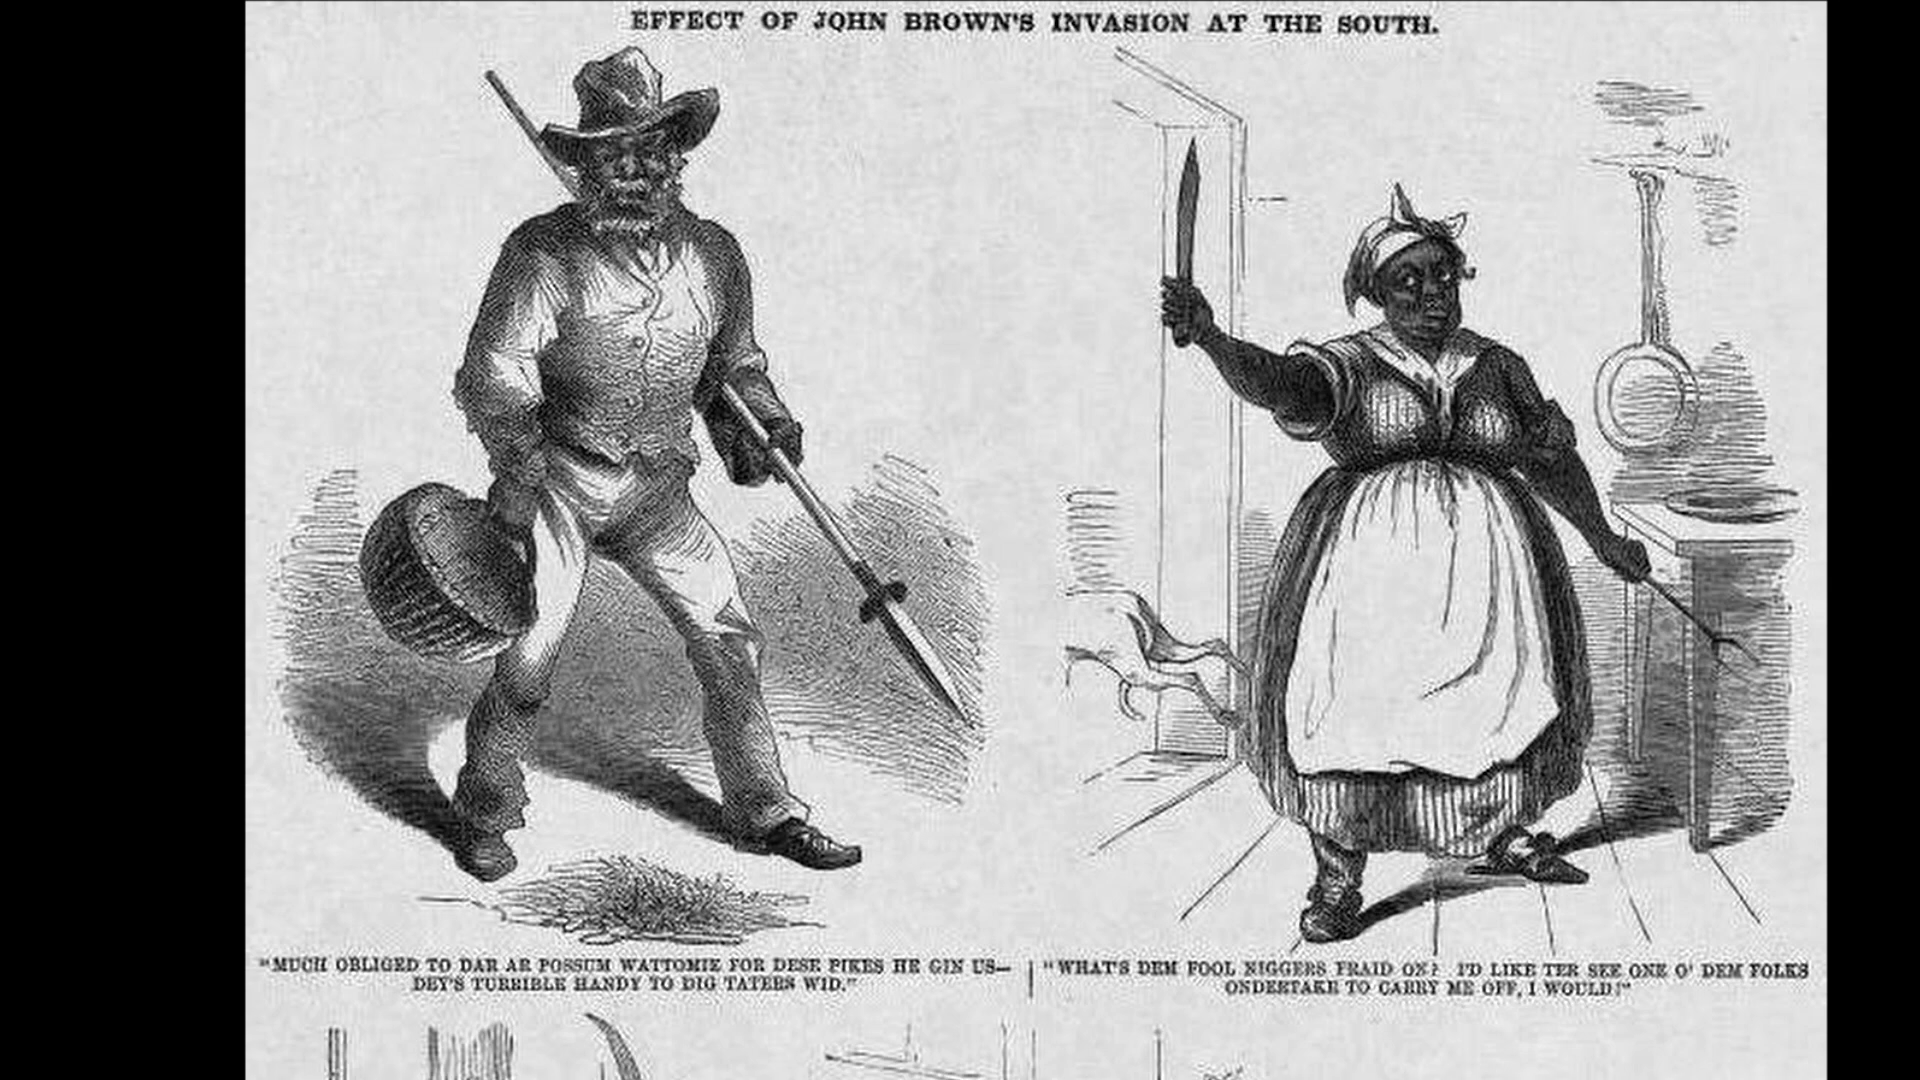 EFFECT OF JOHN BROWN'S INVASION AT THE SOUTH.
"MUCH OBLIGED TO DAR AR POSSUM WATTOMIE FOR DESE PIKES HE GIN US—
DEY'S TURRIBLE HANDY TO DIG TATERS WID."
"WHAT'S DEM FOOL NIGGERS FRAID ON? I'D LIKE TER SEE ONE O' DEM FOLKS
ONDERTAKE TO CARRY ME OFF, I WOULD!"